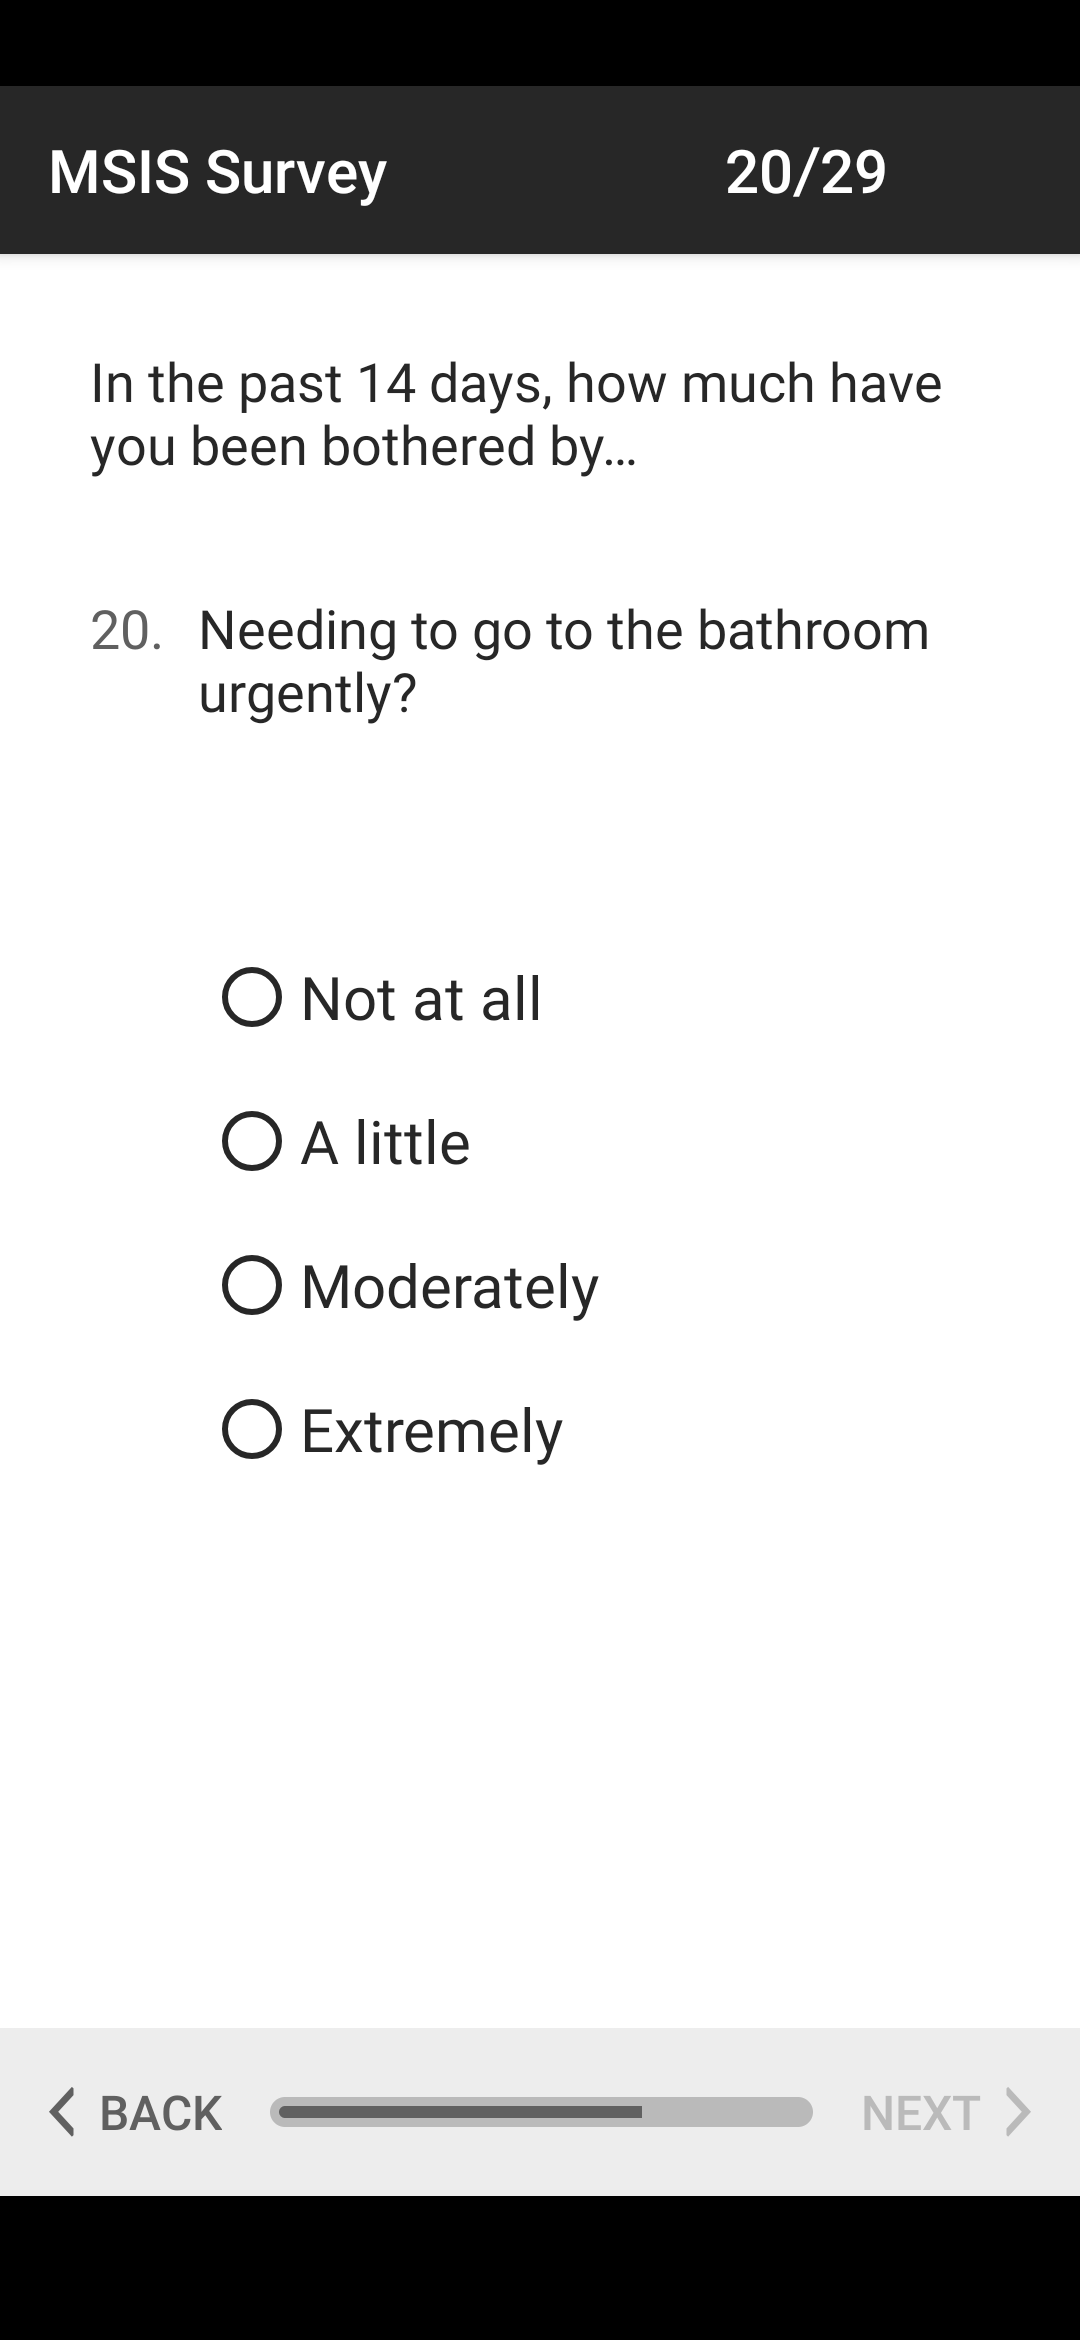 MSIS Survey 20/29
In the past 14 days, how much have
you been bothered by...
20. Needing to go to the bathroom
urgently?
Not at all
A little
Moderately
Extremely
BACK NEXT